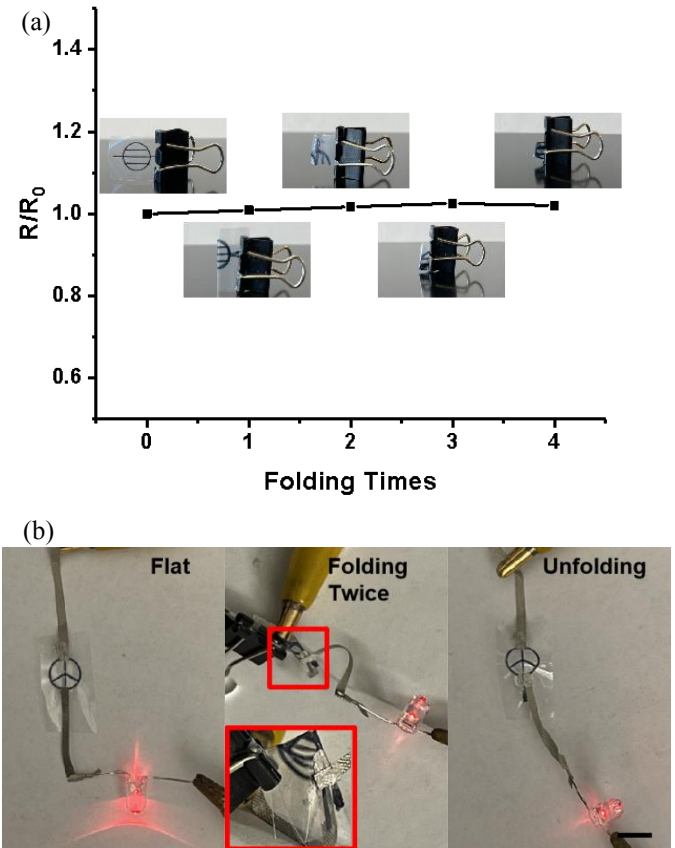 (a)
1.4
1.2
1.0
0.8
0.6
R/R0
0 1 2 3 4
Folding Times
(b)
Flat
Folding
Twice
Unfolding